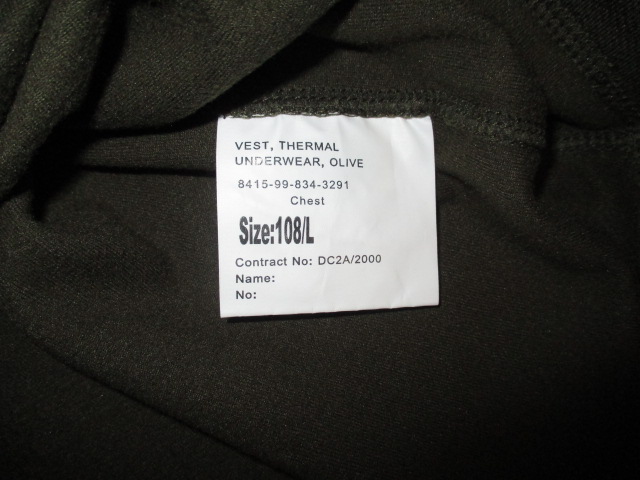 VEST, THERMAL
UNDERWEAR, OLIVE
8415-99-834-3291
Chest
Size:108/L
Contract No: DC2A/2000
Name:
No: